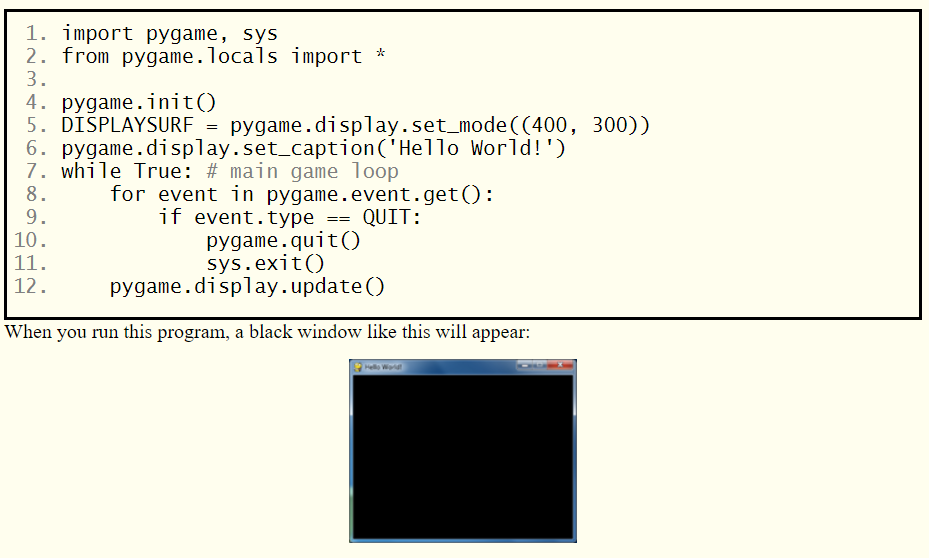 1. import pygame, sys
2. from pygame.locals import *
3.
4. pygame.init()
5. DISPLAYSURF = pygame.display.set_mode((400, 300))
6. pygame.display.set_caption('Hello World!')
7. while True: # main game loop
8.     for event in pygame.event.get():
9.         if event.type == QUIT:
10.             pygame.quit()
11.             sys.exit()
12.     pygame.display.update()
When you run this program, a black window like this will appear:
Hello World!